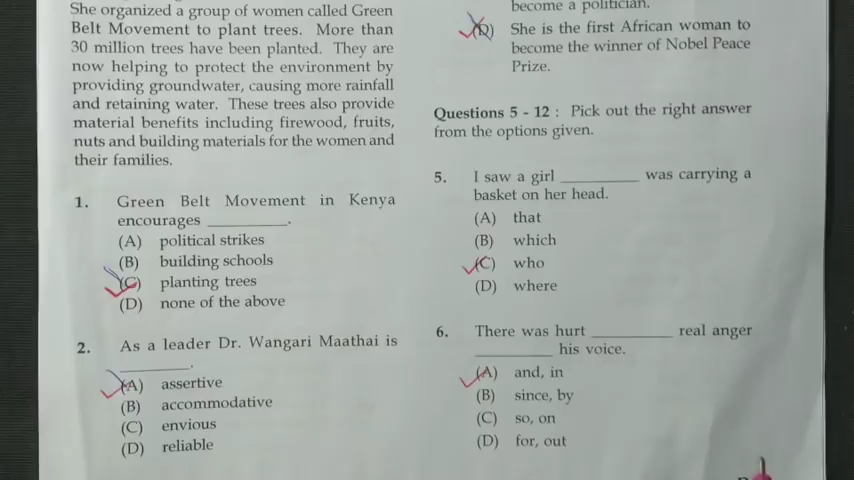 She organized a group of women called Green
Belt Movement to plant trees. More than
30 million trees have been planted. They are
now helping to protect the environment by
providing groundwater, causing more rainfall
and retaining water. These trees also provide
material benefits including firewood, fruits,
nuts and building materials for the women and
their families.
1. Green Belt Movement in Kenya
encourages __________.
(A) political strikes
(B) building schools
(C) planting trees
(D) none of the above
2. As a leader Dr. Wangari Maathai is
__________.
(A) assertive
(B) accommodative
(C) envious
(D) reliable
become a politician.
(D) She is the first African woman to
become the winner of Nobel Peace
Prize.
Questions 5 - 12 : Pick out the right answer
from the options given.
5. I saw a girl __________ was carrying a
basket on her head.
(A) that
(B) which
(C) who
(D) where
6. There was hurt __________ real anger
__________ his voice.
(A) and, in
(B) since, by
(C) so, on
(D) for, out